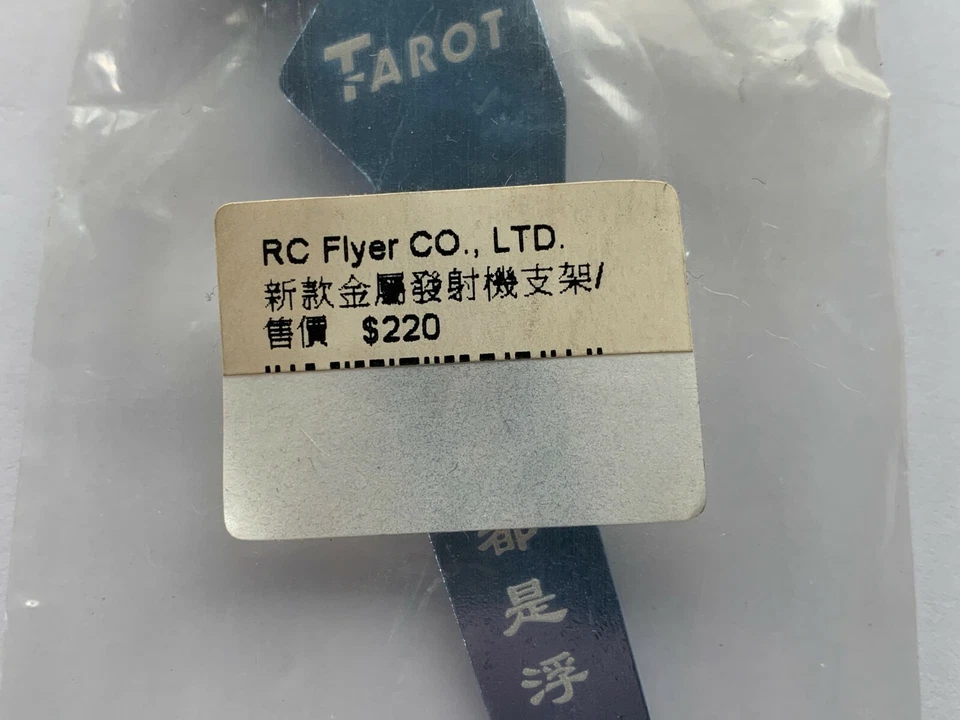 TAROT
RC Flyer CO., LTD.
新款金屬發射機支架/
售價 $220
都
是
浮